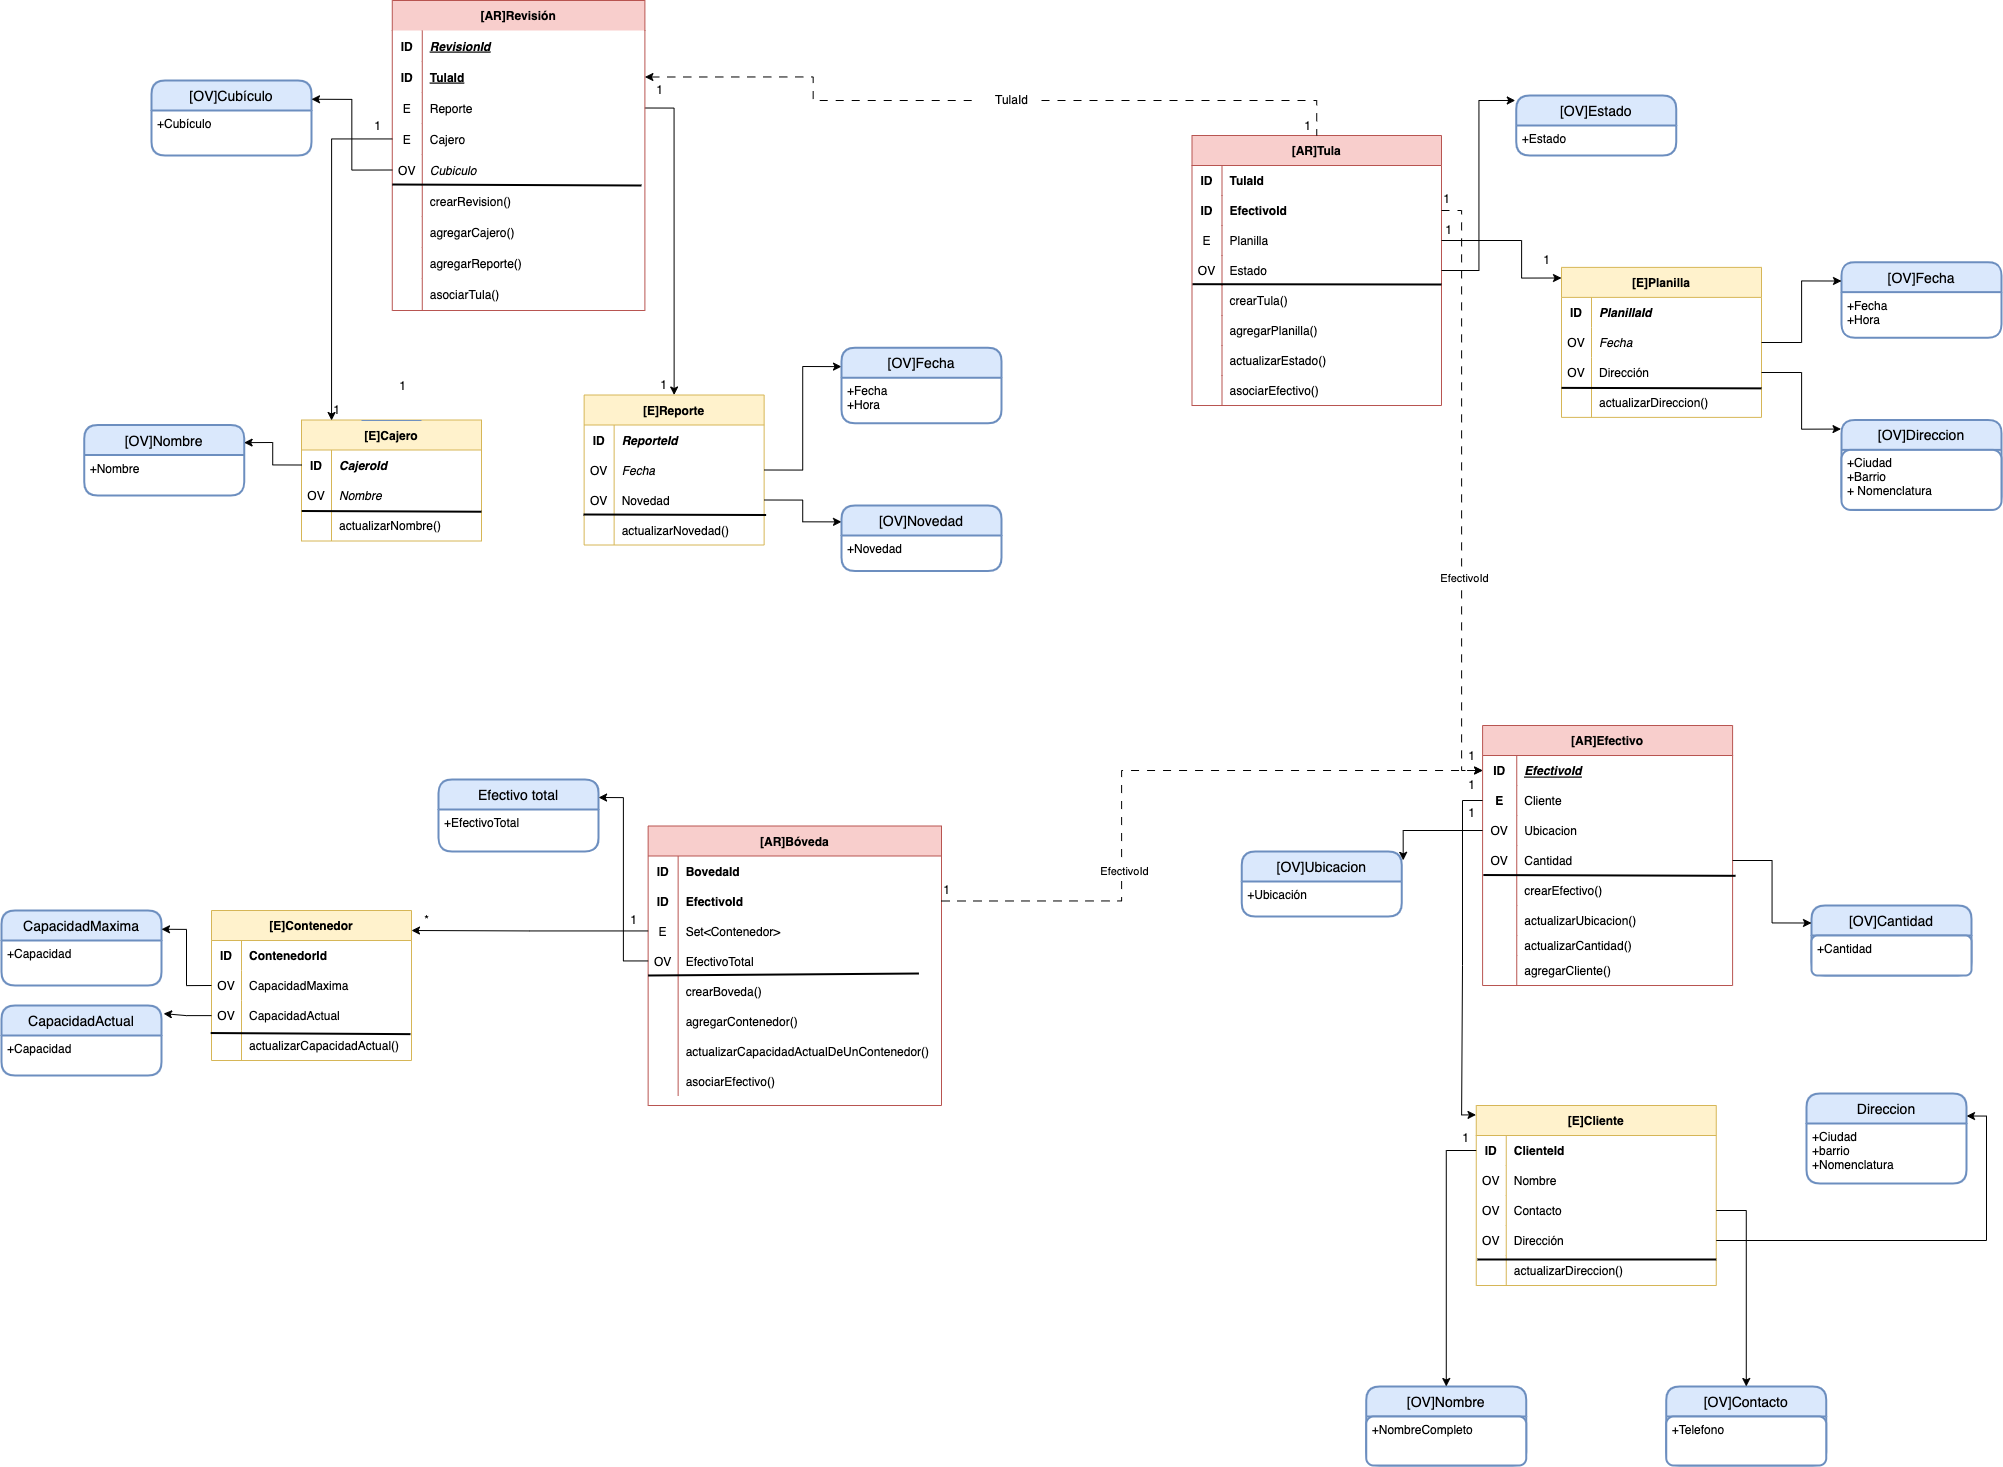 [AR]Revisión
ID RevisionId
ID TulaId
E Reporte
E Cajero
OV Cubiculo
crearRevision()
agregarCajero()
agregarReporte()
asociarTula()
[OV]Cubículo
+Cubículo
1
1
TulaId
1
[AR]Tula
ID TulaId
ID EfectivoId
E Planilla
OV Estado
crearTula()
agregarPlanilla()
actualizarEstado()
asociarEfectivo()
[OV]Estado
+Estado
1
1
1
[E]Planilla
ID PlanillaId
OV Fecha
OV Dirección
actualizarDireccion()
[OV]Fecha
+Fecha
+Hora
[OV]Direccion
+Ciudad
+Barrio
+ Nomenclatura
1
1
1
[E]Cajero
ID CajeroId
OV Nombre
actualizarNombre()
[OV]Nombre
+Nombre
[E]Reporte
ID ReporteId
OV Fecha
OV Novedad
actualizarNovedad()
[OV]Fecha
+Fecha
+Hora
[OV]Novedad
+Novedad
EfectivoId
[AR]Efectivo
ID EfectivoId
E Cliente
OV Ubicacion
OV Cantidad
crearEfectivo()
actualizarUbicacion()
actualizarCantidad()
agregarCliente()
1
1
1
[OV]Ubicacion
+Ubicación
[OV]Cantidad
+Cantidad
Efectivo total
+EfectivoTotal
[AR]Bóveda
ID BovedaId
ID EfectivoId
E Set<Contenedor>
OV EfectivoTotal
crearBoveda()
agregarContenedor()
actualizarCapacidadActualDeUnContenedor()
asociarEfectivo()
EfectivoId
1
1
*
[E]Contenedor
ID ContenedorId
OV CapacidadMaxima
OV CapacidadActual
actualizarCapacidadActual()
CapacidadMaxima
+Capacidad
CapacidadActual
+Capacidad
[E]Cliente
1
ID ClienteId
OV Nombre
OV Contacto
OV Dirección
actualizarDireccion()
Direccion
+Ciudad
+barrio
+Nomenclatura
[OV]Nombre
+NombreCompleto
[OV]Contacto
+Telefono